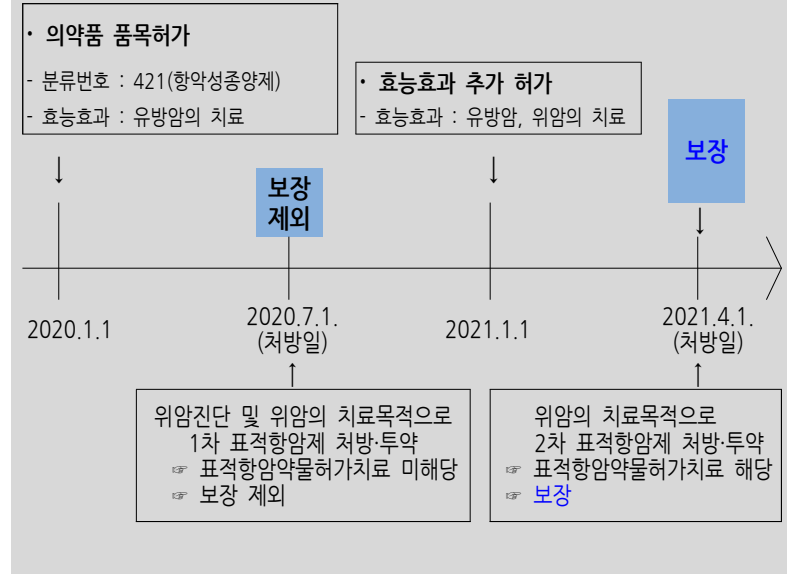 · 의약품 품목허가
- 분류번호 : 421(항악성종양제)
- 효능효과 : 유방암의 치료
· 효능효과 추가 허가
- 효능효과 : 유방암, 위암의 치료
보장
제외
보장
2020.1.1
2020.7.1.
(처방일)
2021.1.1
2021.4.1.
(처방일)
위암진단 및 위암의 치료목적으로
1차 표적항암제 처방·투약
☞ 표적항암약물허가치료 미해당
☞ 보장 제외
위암의 치료목적으로
2차 표적항암제 처방·투약
☞ 표적항암약물허가치료 해당
☞ 보장